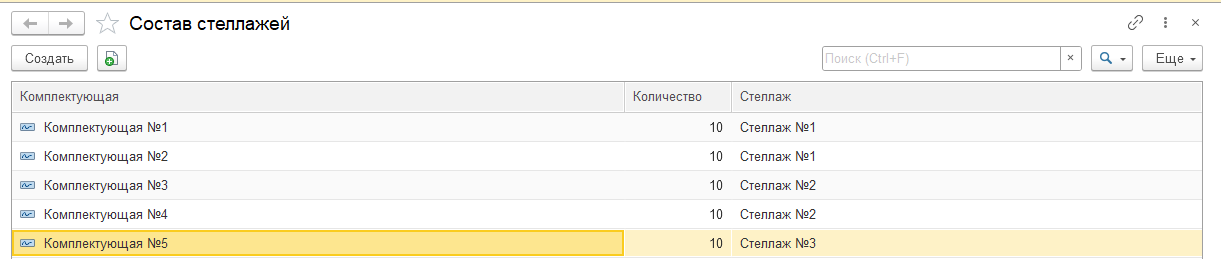 Состав стеллажей
Создать
Поиск (Ctrl+F)
×
Еще
Комплектующая Количество Стеллаж
Комплектующая №1 10 Стеллаж №1
Комплектующая №2 10 Стеллаж №1
Комплектующая №3 10 Стеллаж №2
Комплектующая №4 10 Стеллаж №2
Комплектующая №5 10 Стеллаж №3